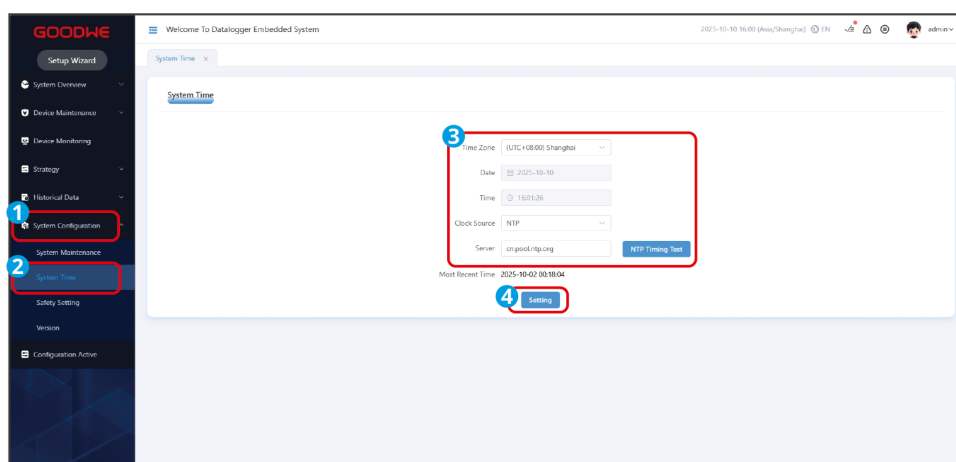 GOODWE
Welcome To Datalogger Embedded System
2025-10-10 16:00 (Asia/Shanghai) EN
admin
Setup Wizard
System Time ×
System Overview
System Time
Device Maintenance
Device Monitoring
Strategy
Historical Data
1
System Configuration
System Maintenance
2
System Time
Safety Setting
Version
Configuration Active
3
Time Zone (UTC+08:00) Shanghai
Date 2025-10-10
Time 16:01:26
Clock Source NTP
Server cn.pool.ntp.org NTP Timing Test
Most Recent Time 2025-10-02 00:18:04
4
Setting